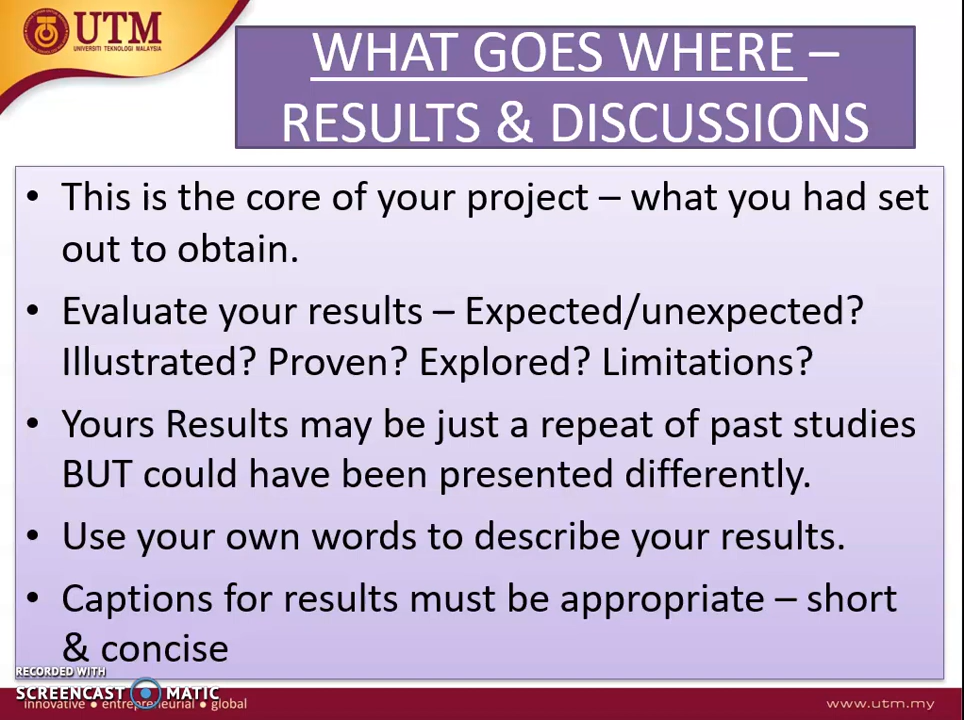 UTM
UNIVERSITI TEKNOLOGI MALAYSIA
WHAT GOES WHERE –
RESULTS & DISCUSSIONS
• This is the core of your project – what you had set
out to obtain.
• Evaluate your results – Expected/unexpected?
Illustrated? Proven? Explored? Limitations?
• Yours Results may be just a repeat of past studies
BUT could have been presented differently.
• Use your own words to describe your results.
• Captions for results must be appropriate – short
& concise
RECORDED WITH
SCREENCAST MATIC
innovative ● entrepreneurial ● global
www.utm.my